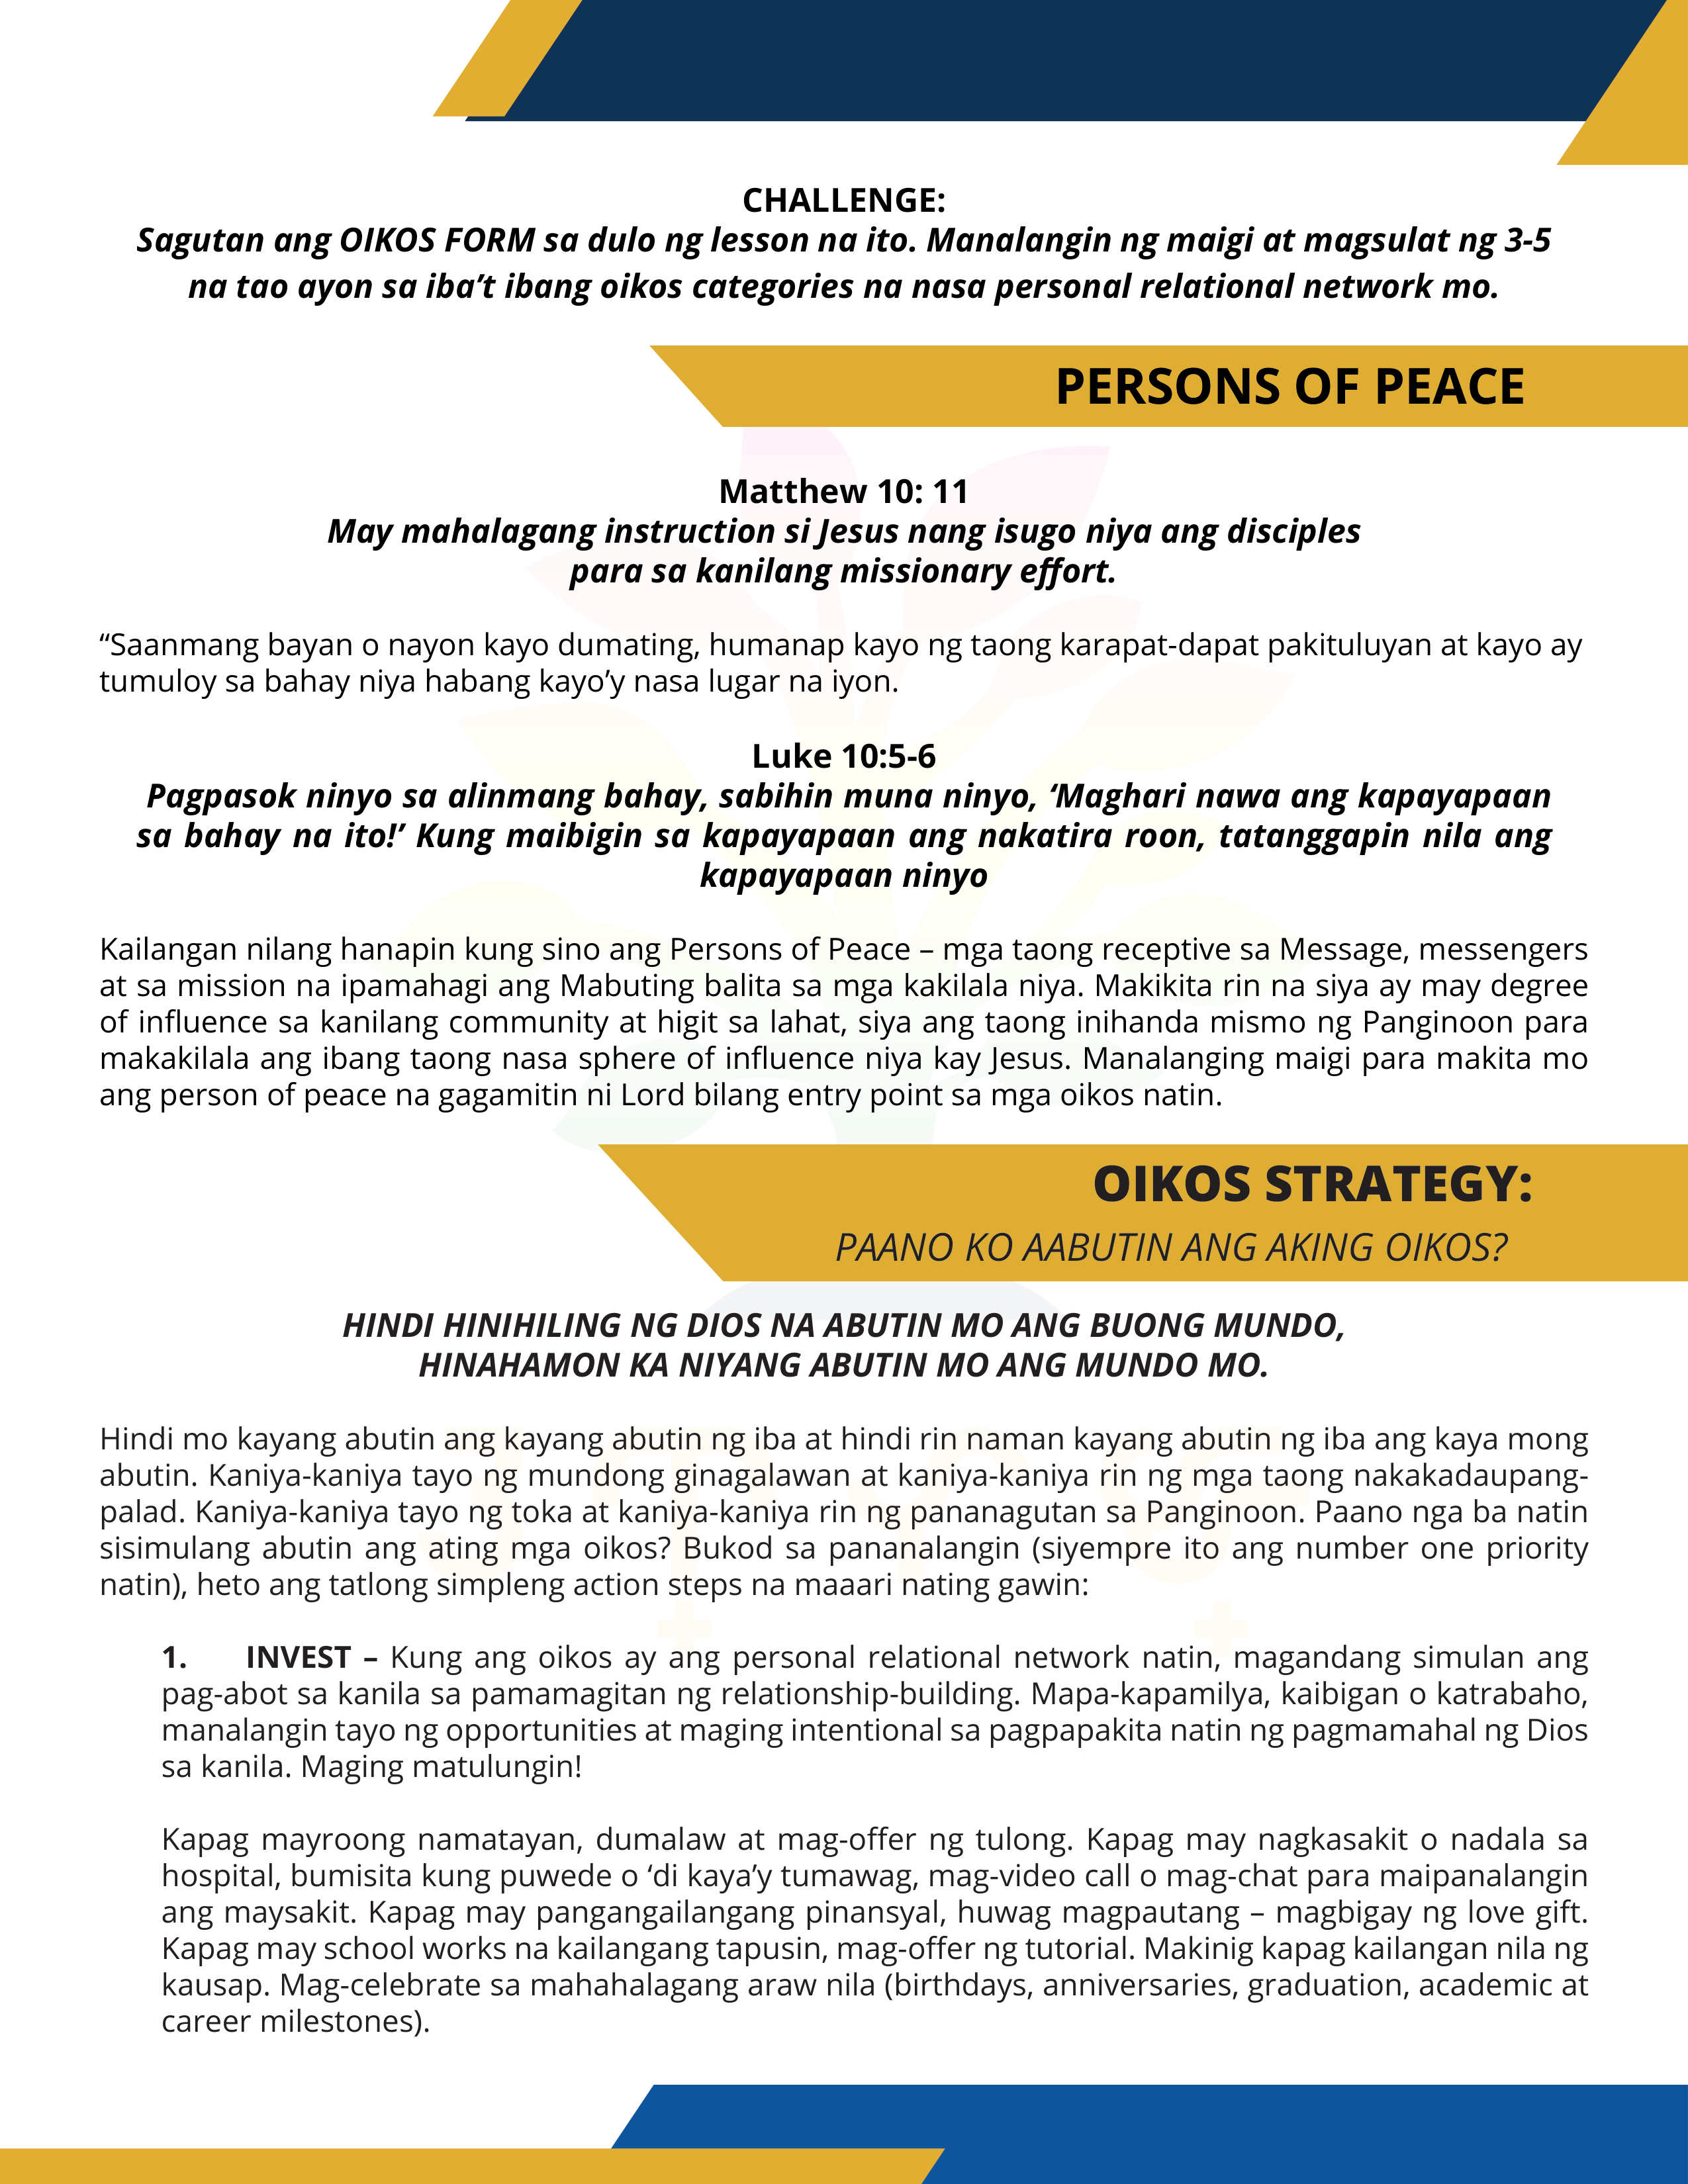 CHALLENGE:
Sagutan ang OIKOS FORM sa dulo ng lesson na ito. Manalangin ng maigi at magsulat ng 3-5
na tao ayon sa iba’t ibang oikos categories na nasa personal relational network mo.
PERSONS OF PEACE
Matthew 10: 11
May mahalagang instruction si Jesus nang isugo niya ang disciples
para sa kanilang missionary effort.
“Saanmang bayan o nayon kayo dumating, humanap kayo ng taong karapat-dapat pakituluyan at kayo ay
tumuloy sa bahay niya habang kayo’y nasa lugar na iyon.
Luke 10:5-6
Pagpasok ninyo sa alinmang bahay, sabihin muna ninyo, ‘Maghari nawa ang kapayapaan
sa bahay na ito!’ Kung maibigin sa kapayapaan ang nakatira roon, tatanggapin nila ang
kapayapaan ninyo
Kailangan nilang hanapin kung sino ang Persons of Peace – mga taong receptive sa Message, messengers
at sa mission na ipamahagi ang Mabuting balita sa mga kakilala niya. Makikita rin na siya ay may degree
of influence sa kanilang community at higit sa lahat, siya ang taong inihanda mismo ng Panginoon para
makakilala ang ibang taong nasa sphere of influence niya kay Jesus. Manalanging maigi para makita mo
ang person of peace na gagamitin ni Lord bilang entry point sa mga oikos natin.
OIKOS STRATEGY:
PAANO KO AABUTIN ANG AKING OIKOS?
HINDI HINIHILING NG DIOS NA ABUTIN MO ANG BUONG MUNDO,
HINAHAMON KA NIYANG ABUTIN MO ANG MUNDO MO.
Hindi mo kayang abutin ang kayang abutin ng iba at hindi rin naman kayang abutin ng iba ang kaya mong
abutin. Kaniya-kaniya tayo ng mundong ginagalawan at kaniya-kaniya rin ng mga taong nakakadaupang-
palad. Kaniya-kaniya tayo ng toka at kaniya-kaniya rin ng pananagutan sa Panginoon. Paano nga ba natin
sisimulang abutin ang ating mga oikos? Bukod sa pananalangin (siyempre ito ang number one priority
natin), heto ang tatlong simpleng action steps na maaari nating gawin:
1. INVEST – Kung ang oikos ay ang personal relational network natin, magandang simulan ang
pag-abot sa kanila sa pamamagitan ng relationship-building. Mapa-kapamilya, kaibigan o katrabaho,
manalangin tayo ng opportunities at maging intentional sa pagpapakita natin ng pagmamahal ng Dios
sa kanila. Maging matulungin!
Kapag mayroong namatayan, dumalaw at mag-offer ng tulong. Kapag may nagkasakit o nadala sa
hospital, bumisita kung puwede o ‘di kaya’y tumawag, mag-video call o mag-chat para maipanalangin
ang maysakit. Kapag may pangangailangang pinansyal, huwag magpautang – magbigay ng love gift.
Kapag may school works na kailangang tapusin, mag-offer ng tutorial. Makinig kapag kailangan nila ng
kausap. Mag-celebrate sa mahahalagang araw nila (birthdays, anniversaries, graduation, academic at
career milestones).